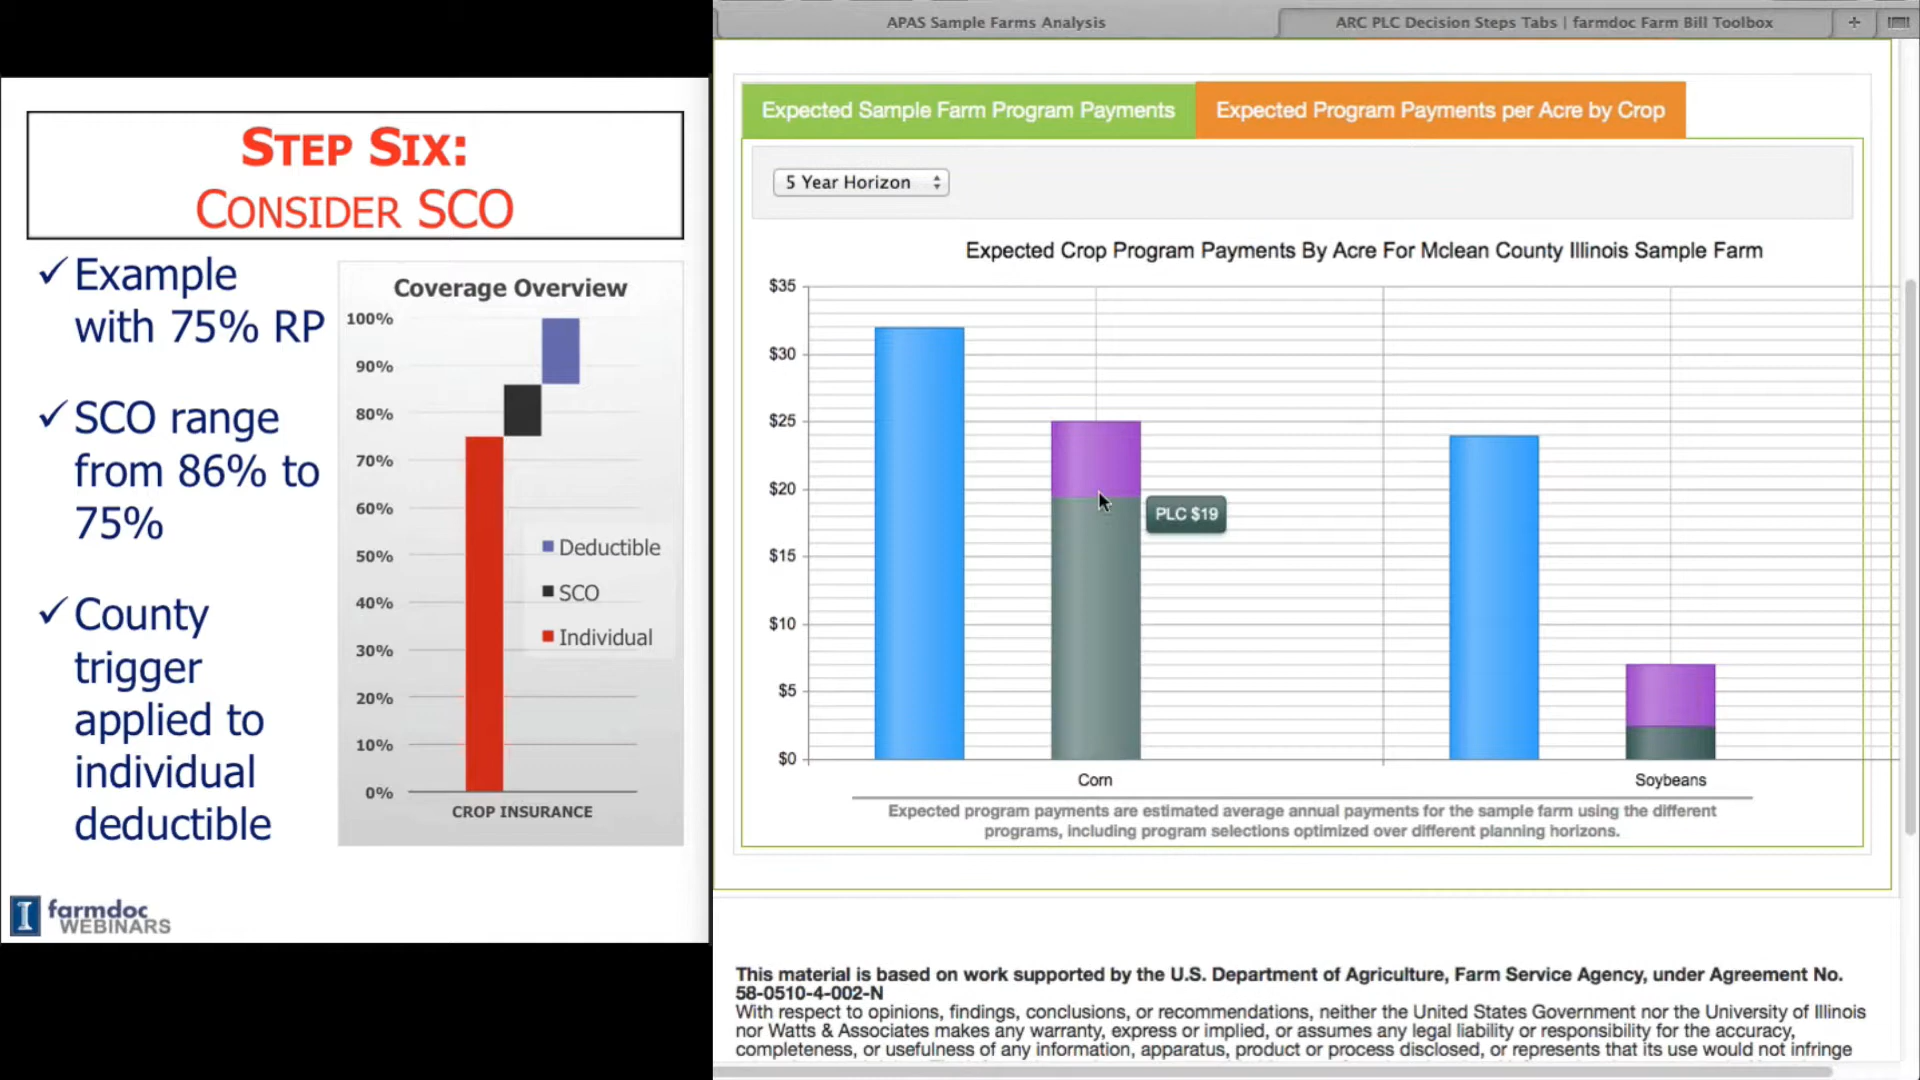 APAS Sample Farms Analysis
ARC PLC Decision Steps Tabs | farmdoc Farm Bill Toolbox
+
STEP SIX:
CONSIDER SCO
✓ Example
with 75% RP
✓ SCO range
from 86% to
75%
✓ County
trigger
applied to
individual
deductible
Coverage Overview
100%
90%
80%
70%
60%
50%
40%
30%
20%
10%
0%
Deductible
SCO
Individual
CROP INSURANCE
I farmdoc
WEBINARS
Expected Sample Farm Program Payments
Expected Program Payments per Acre by Crop
5 Year Horizon
Expected Crop Program Payments By Acre For Mclean County Illinois Sample Farm
$35
$30
$25
$20
$15
$10
$5
$0
PLC $19
Corn
Soybeans
Expected program payments are estimated average annual payments for the sample farm using the different
programs, including program selections optimized over different planning horizons.
This material is based on work supported by the U.S. Department of Agriculture, Farm Service Agency, under Agreement No.
58-0510-4-002-N
With respect to opinions, findings, conclusions, or recommendations, neither the United States Government nor the University of Illinois
nor Watts & Associates makes any warranty, express or implied, or assumes any legal liability or responsibility for the accuracy,
completeness, or usefulness of any information, apparatus, product or process disclosed, or represents that its use would not infringe